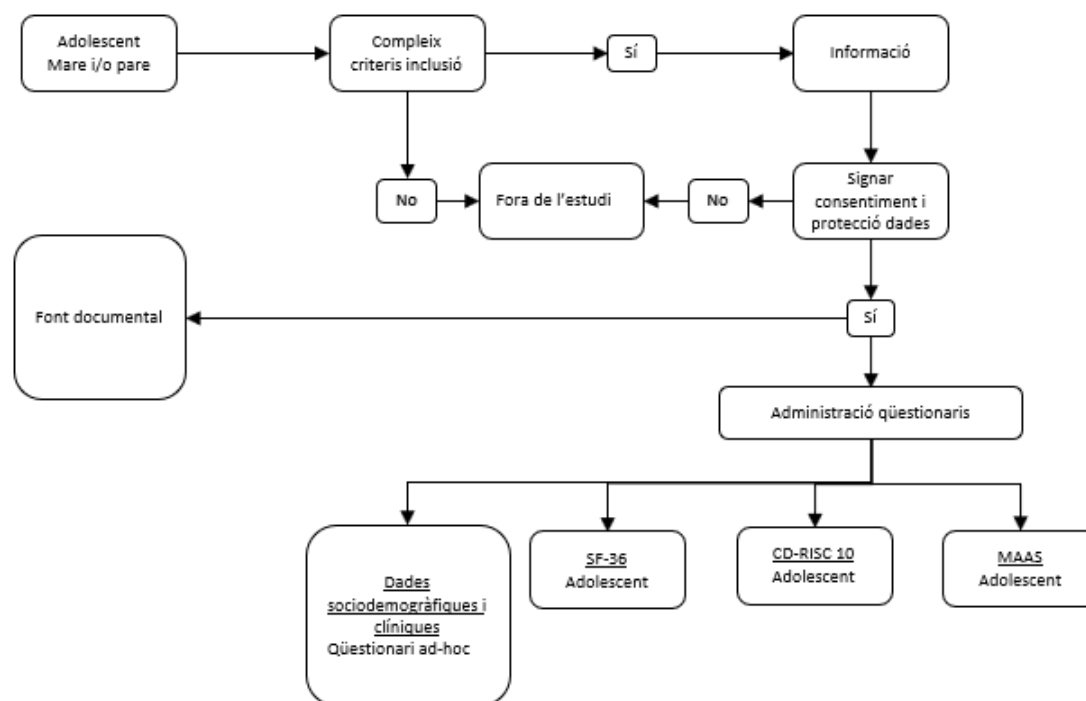 Adolescent
Mare i/o pare
Compleix
criteris inclusió
Sí
Informació
No
Fora de l'estudi
No
Signar
consentiment i
protecció dades
Font documental
Sí
Administració qüestionaris
Dades
sociodemogràfiques i
clíniques
Qüestionari ad-hoc
SF-36
Adolescent
CD-RISC 10
Adolescent
MAAS
Adolescent